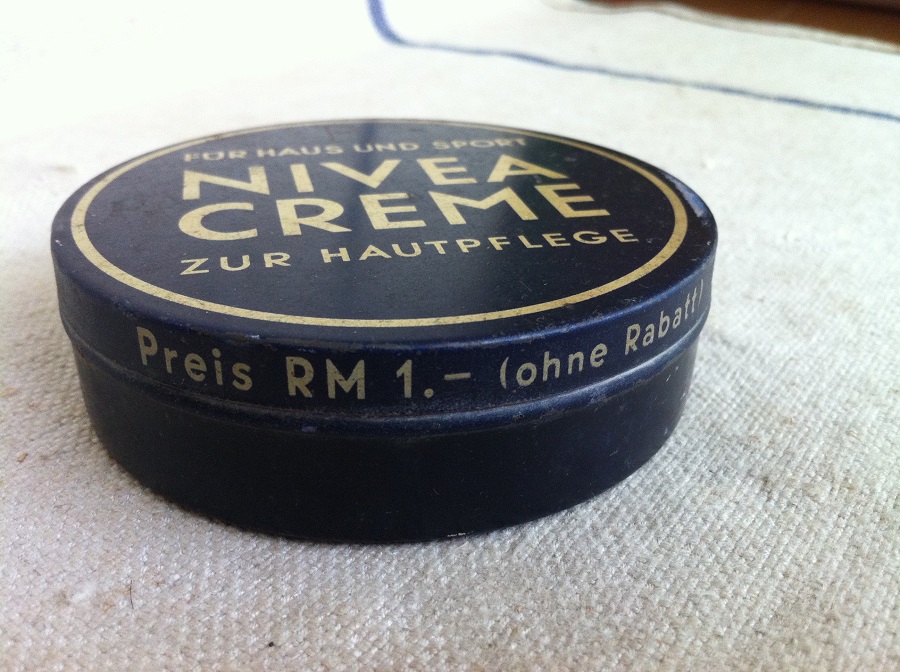 FÜR HAUS UND SPORT
NIVEA
CREME
ZUR HAUTPFLEGE
Preis RM 1.– (ohne Rabatt)